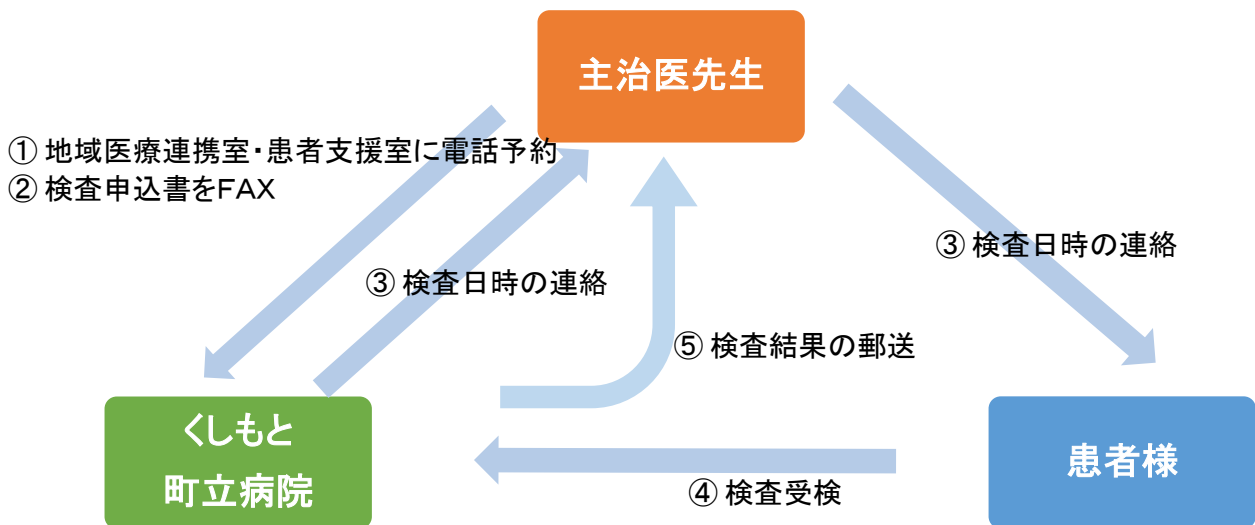 主治医先生
① 地域医療連携室・患者支援室に電話予約
② 検査申込書をFAX
③ 検査日時の連絡
③ 検査日時の連絡
⑤ 検査結果の郵送
くしもと
町立病院
患者様
④ 検査受検